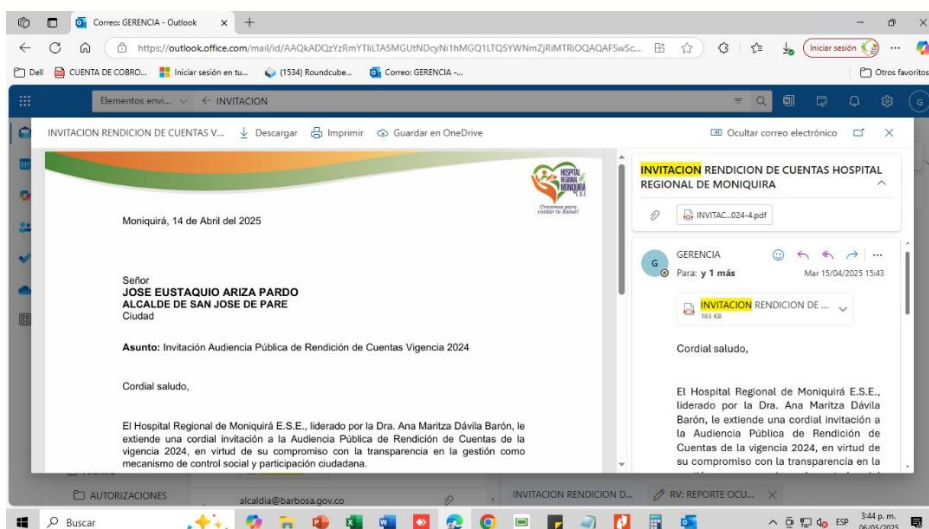 Correo: GERENCIA - Outlook
https://outlook.office.com/mail/id/
Iniciar sesión
Dell
CUENTA DE COBRO...
Iniciar sesión en tu...
(1534) Roundcube...
Correo: GERENCIA -...
Otros favoritos
Elementos envi...
INVITACION
INVITACION RENDICION DE CUENTAS V...
Descargar
Imprimir
Guardar en OneDrive
Ocultar correo electrónico
HOSPITAL
REGIONAL
MONIQUIRÁ
E.S.E.
Moniquirá, 14 de Abril del 2025
Señor
JOSE EUSTAQUIO ARIZA PARDO
ALCALDE DE SAN JOSE DE PARE
Ciudad
Asunto: Invitación Audiencia Pública de Rendición de Cuentas Vigencia 2024
Cordial saludo,
El Hospital Regional de Moniquirá E.S.E., liderado por la Dra. Ana Maritza Dávila Barón, le
extiende una cordial invitación a la Audiencia Pública de Rendición de Cuentas de la
vigencia 2024, en virtud de su compromiso con la transparencia en la gestión como
mecanismo de control social y participación ciudadana.
INVITACION RENDICION DE CUENTAS HOSPITAL
REGIONAL DE MONIQUIRA
INVITAC...024-4.pdf
G
GERENCIA
Para: y 1 más
Mar 15/04/2025 15:43
INVITACION RENDICION DE ...
183 KB
Cordial saludo,
El Hospital Regional de Moniquirá E.S.E.,
liderado por la Dra. Ana Maritza Dávila
Barón, le extiende una cordial invitación a
la Audiencia Pública de Rendición de
Cuentas de la vigencia 2024, en virtud de
su compromiso con la transparencia en la
AUTORIZACIONES
alcaldia@barbosa.gov.co
INVITACION RENDICION D...
RV: REPORTE OCU...
Buscar
ESP
3:44 p. m.
06/05/2025